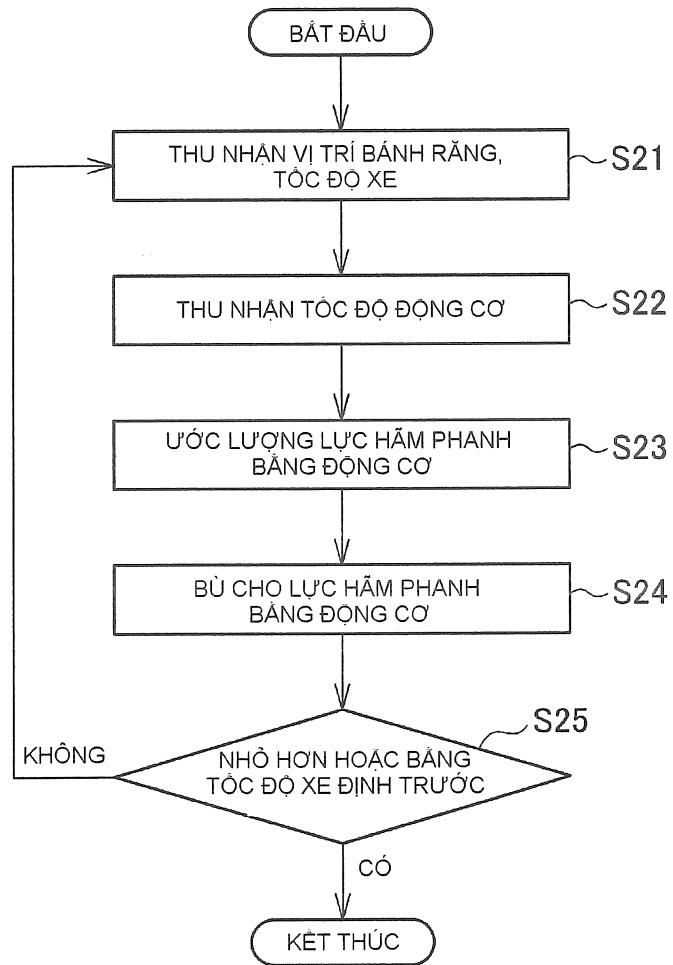 BẮT ĐẦU
THU NHẬN VỊ TRÍ BÁNH RĂNG,
TỐC ĐỘ XE
S21
THU NHẬN TỐC ĐỘ ĐỘNG CƠ
S22
ƯỚC LƯỢNG LỰC HÃM PHANH
BẰNG ĐỘNG CƠ
S23
BÙ CHO LỰC HÃM PHANH
BẰNG ĐỘNG CƠ
S24
S25
KHÔNG
NHỎ HƠN HOẶC BẰNG
TỐC ĐỘ XE ĐỊNH TRƯỚC
CÓ
KẾT THÚC